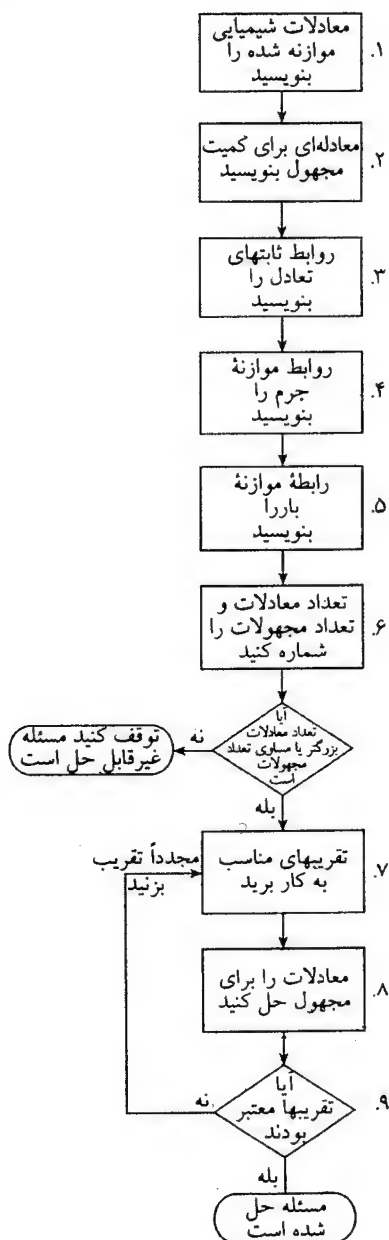 ۱.
معادلات شیمیایی
موازنه شده را
بنویسید
۲.
معادله‌ای برای کمیت
مجهول بنویسید
۳.
روابط ثابتهای
تعادل را
بنویسید
۴.
روابط موازنهٔ
جرم را
بنویسید
۵.
رابطهٔ موازنهٔ
باررا
بنویسید
۶.
تعداد معادلات و
تعداد مجهولات را
شماره کنید
آیا
تعداد معادلات
بزرگتر یا مساوی تعداد
مجهولات
است
نه
توقف کنید مسئله
غیرقابل حل است
بله
۷.
تقریبهای مناسب
به کار برید
مجدداً تقریب
بزنید
۸.
معادلات را برای
مجهول حل کنید
۹.
آیا
تقریبها معتبر
بودند
نه
بله
مسئله حل
شده است